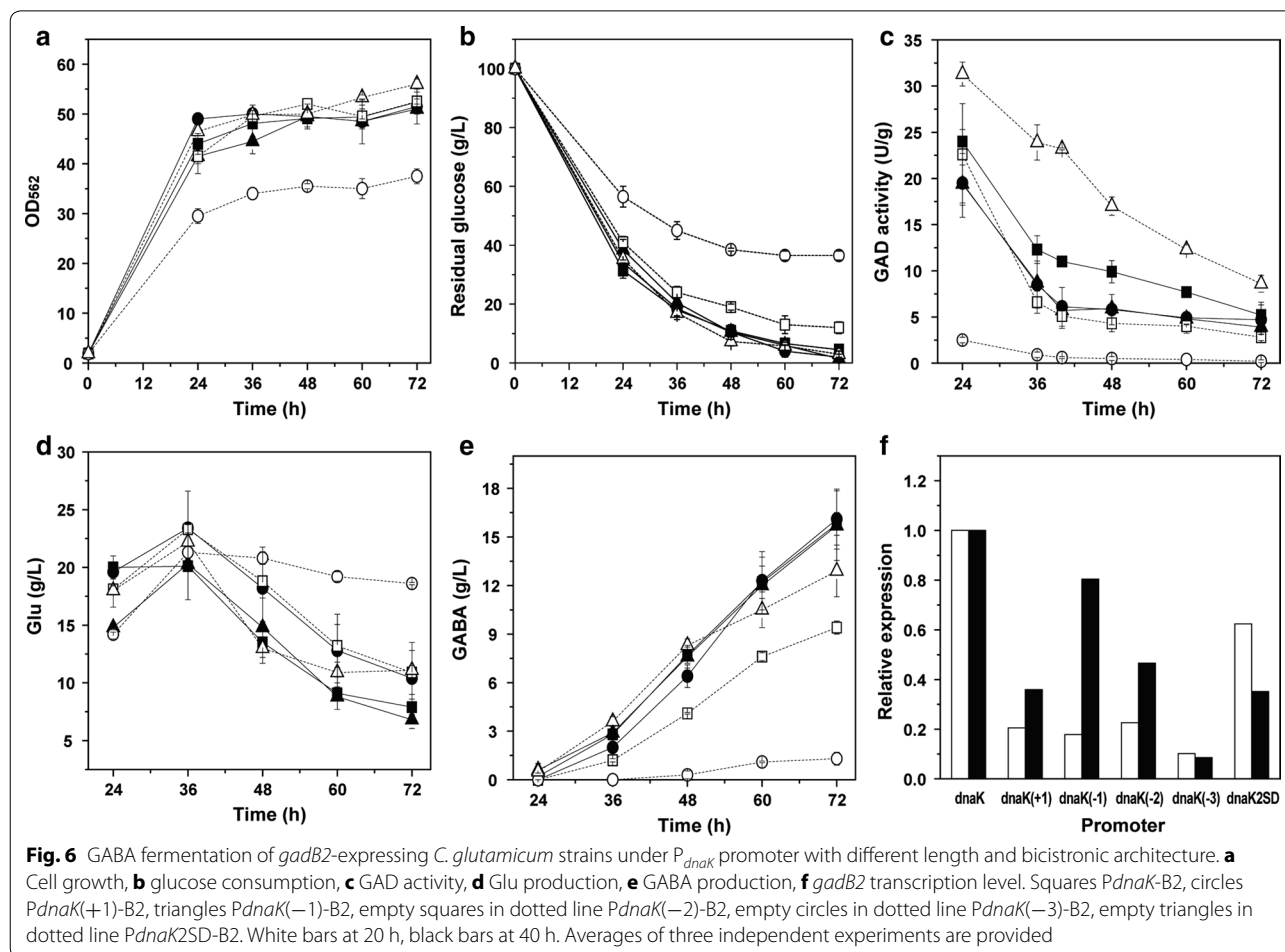 a
60
50
40
30
20
10
0
OD562
0 12 24 36 48 60 72
Time (h)
b
100
80
60
40
20
0
Residual glucose (g/L)
0 12 24 36 48 60 72
Time (h)
c
35
30
25
20
15
10
5
0
GAD activity (U/g)
24 36 48 60 72
Time (h)
d
30
25
20
15
10
5
Glu (g/L)
24 36 48 60 72
Time (h)
e
18
15
12
9
6
3
0
GABA (g/L)
24 36 48 60 72
Time (h)
f
1.2
1.0
0.8
0.6
0.4
0.2
0.0
Relative expression
dnaK dnaK(+1) dnaK(-1) dnaK(-2) dnaK(-3) dnaK2SD
Promoter
Fig. 6 GABA fermentation of gadB2-expressing C. glutamicum strains under PdnaK promoter with different length and bicistronic architecture. a
Cell growth, b glucose consumption, c GAD activity, d Glu production, e GABA production, f gadB2 transcription level. Squares PdnaK-B2, circles
PdnaK(+1)-B2, triangles PdnaK(−1)-B2, empty squares in dotted line PdnaK(−2)-B2, empty circles in dotted line PdnaK(−3)-B2, empty triangles in
dotted line PdnaK2SD-B2. White bars at 20 h, black bars at 40 h. Averages of three independent experiments are provided